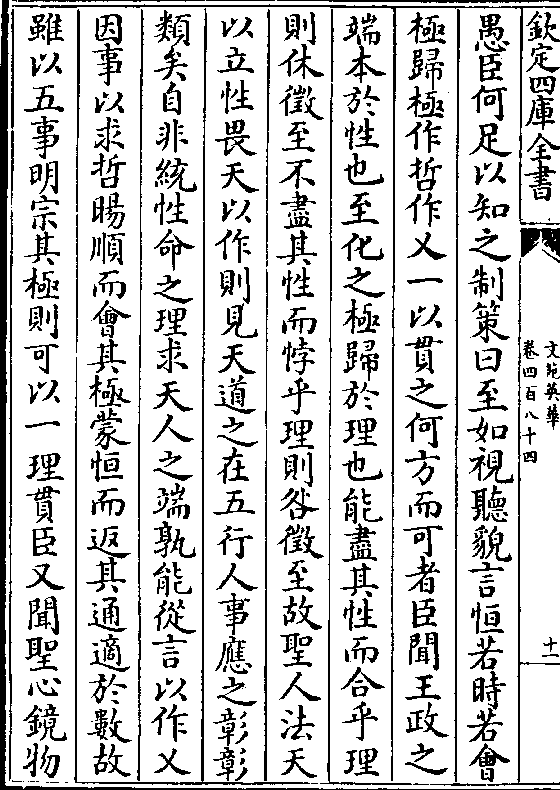 欽定四庫全書
文苑英華
卷四百八十四
十一
愚臣何足以知之制策曰至如視聽貌言恒若時若會
極歸極作哲作乂一以貫之何方而可者臣聞王政之
端本於性也至化之極歸於理也能盡其性而合乎理
則休徵至不盡其性而悖乎理則咎徵至故聖人法天
以立性畏天以作則見天道之在五行人事應之彰彰
類矣自非統性命之理求天人之端孰能從言以作乂
因事以求哲暘順而會其極蒙恒而返其通適於數故
雖以五事明宗其極則可以一理貫臣又聞聖心鏡物